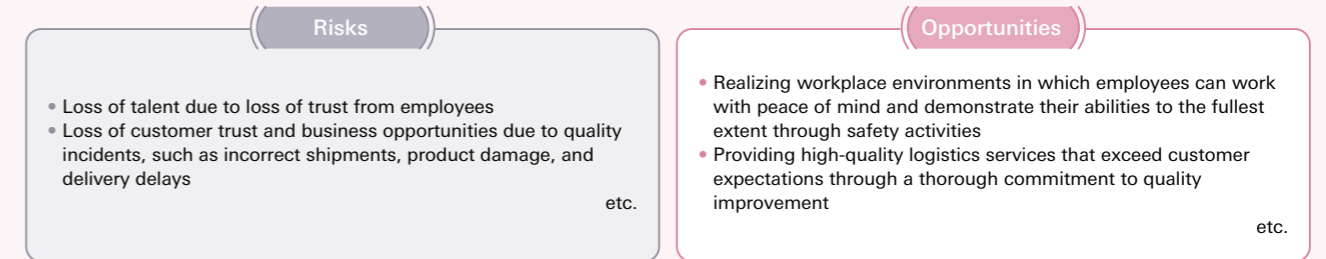 Risks
• Loss of talent due to loss of trust from employees
• Loss of customer trust and business opportunities due to quality
incidents, such as incorrect shipments, product damage, and
delivery delays
etc.
Opportunities
• Realizing workplace environments in which employees can work
with peace of mind and demonstrate their abilities to the fullest
extent through safety activities
• Providing high-quality logistics services that exceed customer
expectations through a thorough commitment to quality
improvement
etc.